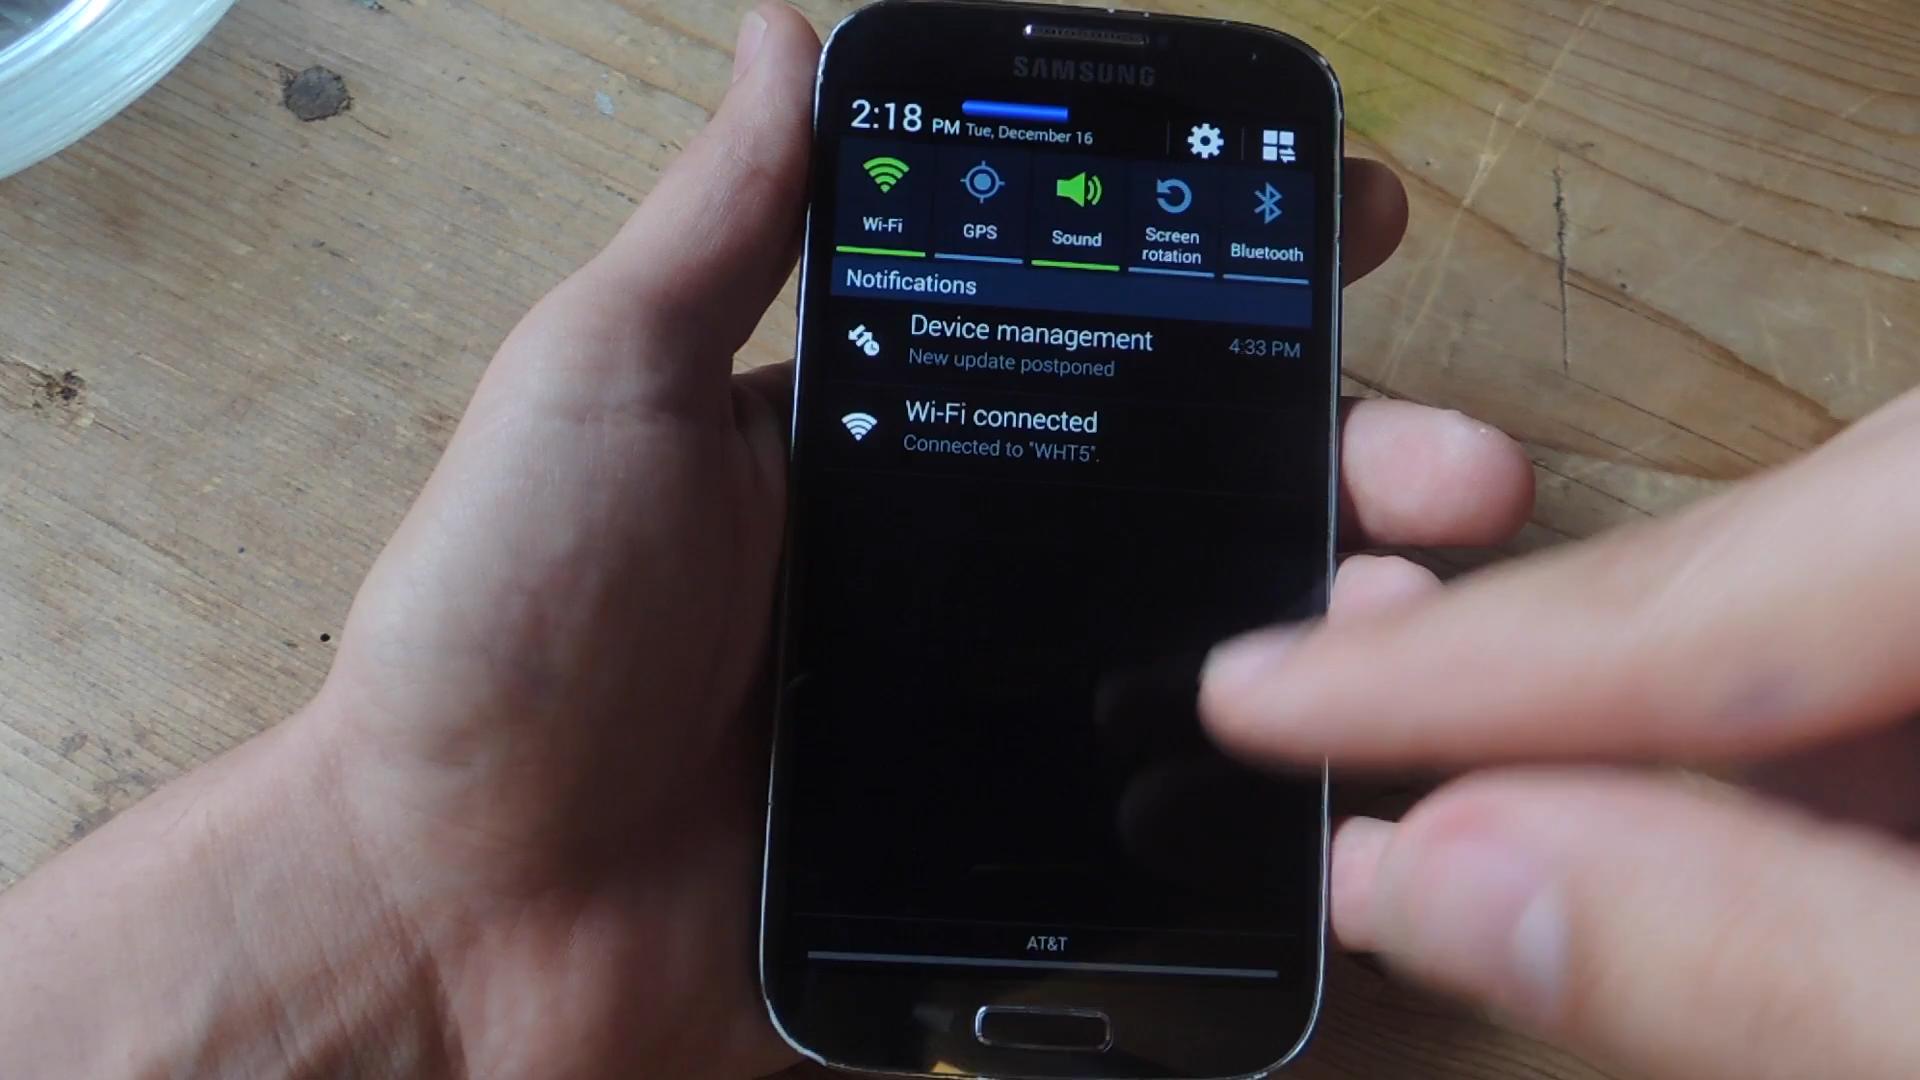 SAMSUNG
2:18 PM Tue, December 16
Wi-Fi
GPS
Sound
Screen
rotation
Bluetooth
Notifications
Device management
4:33 PM
New update postponed
Wi-Fi connected
Connected to "WHT5".
AT&T